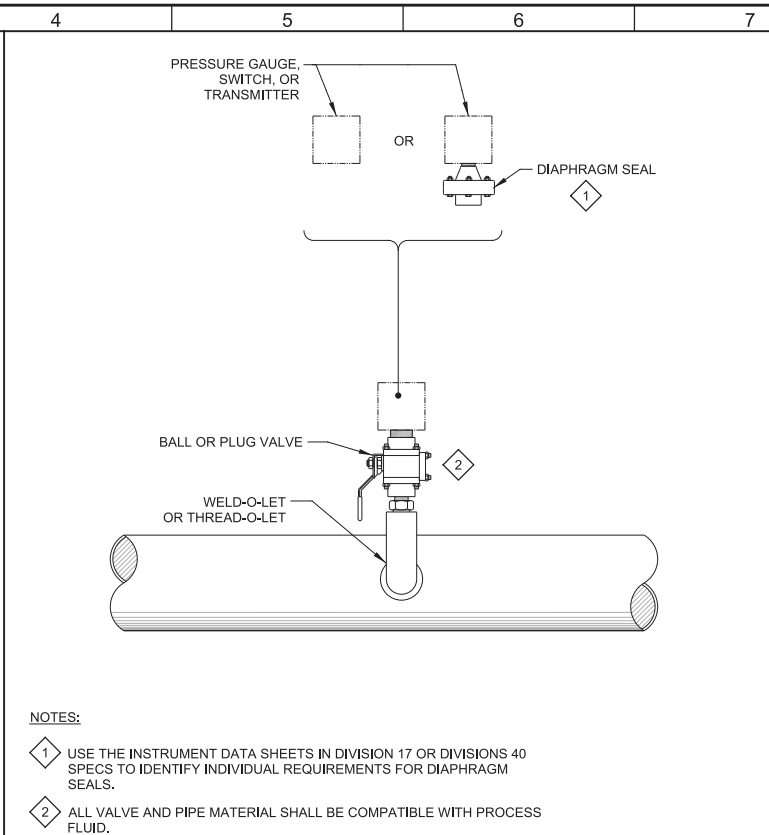 4 5 6 7
PRESSURE GAUGE,
SWITCH, OR
TRANSMITTER
OR
DIAPHRAGM SEAL
1
BALL OR PLUG VALVE
2
WELD-O-LET
OR THREAD-O-LET
NOTES:
1 USE THE INSTRUMENT DATA SHEETS IN DIVISION 17 OR DIVISIONS 40
SPECS TO IDENTIFY INDIVIDUAL REQUIREMENTS FOR DIAPHRAGM
SEALS.
2 ALL VALVE AND PIPE MATERIAL SHALL BE COMPATIBLE WITH PROCESS
FLUID.